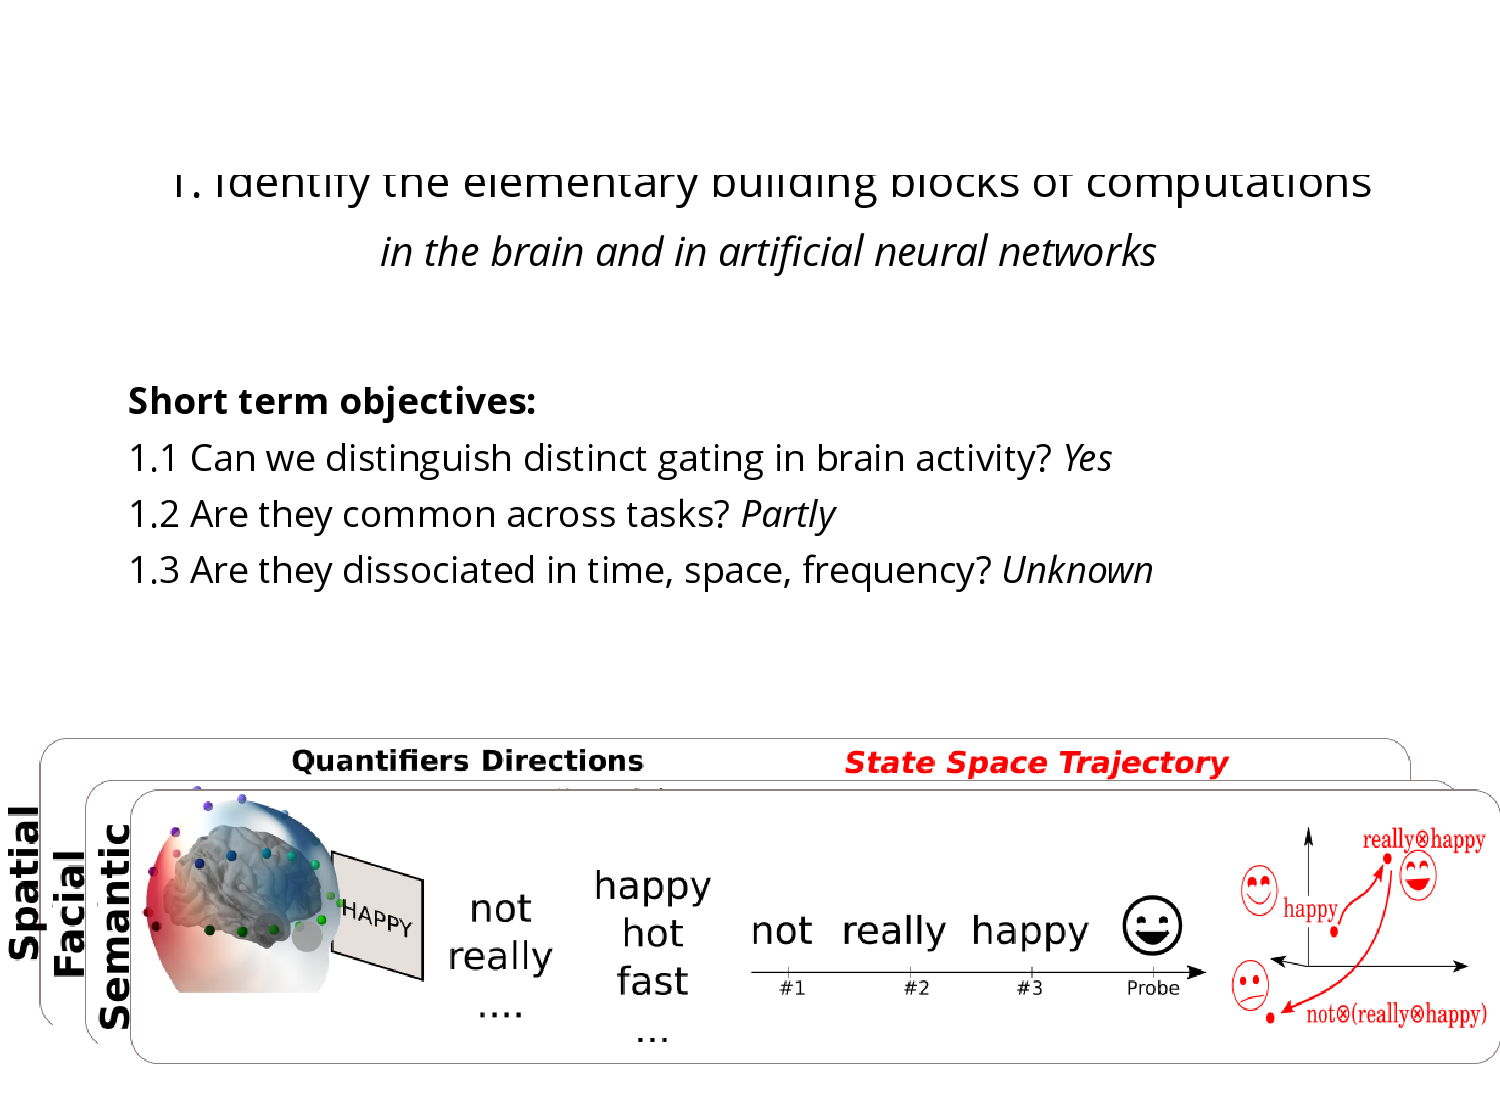 1. Identify the elementary building blocks of computations
in the brain and in artificial neural networks
Short term objectives:
1.1 Can we distinguish distinct gating in brain activity? Yes
1.2 Are they common across tasks? Partly
1.3 Are they dissociated in time, space, frequency? Unknown
Quantifiers Directions
State Space Trajectory
Spatial
Facial
Semantic
HAPPY
not
really
....
happy
hot
fast
...
not really happy
#1 #2 #3 Probe
really⊗happy
happy
not⊗(really⊗happy)